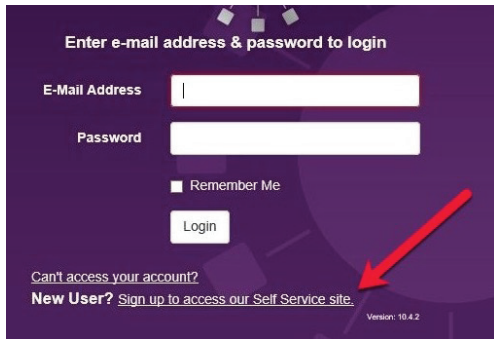 Enter e-mail address & password to login
E-Mail Address
Password
Remember Me
Login
Can't access your account?
New User? Sign up to access our Self Service site.
Version: 10.4.2